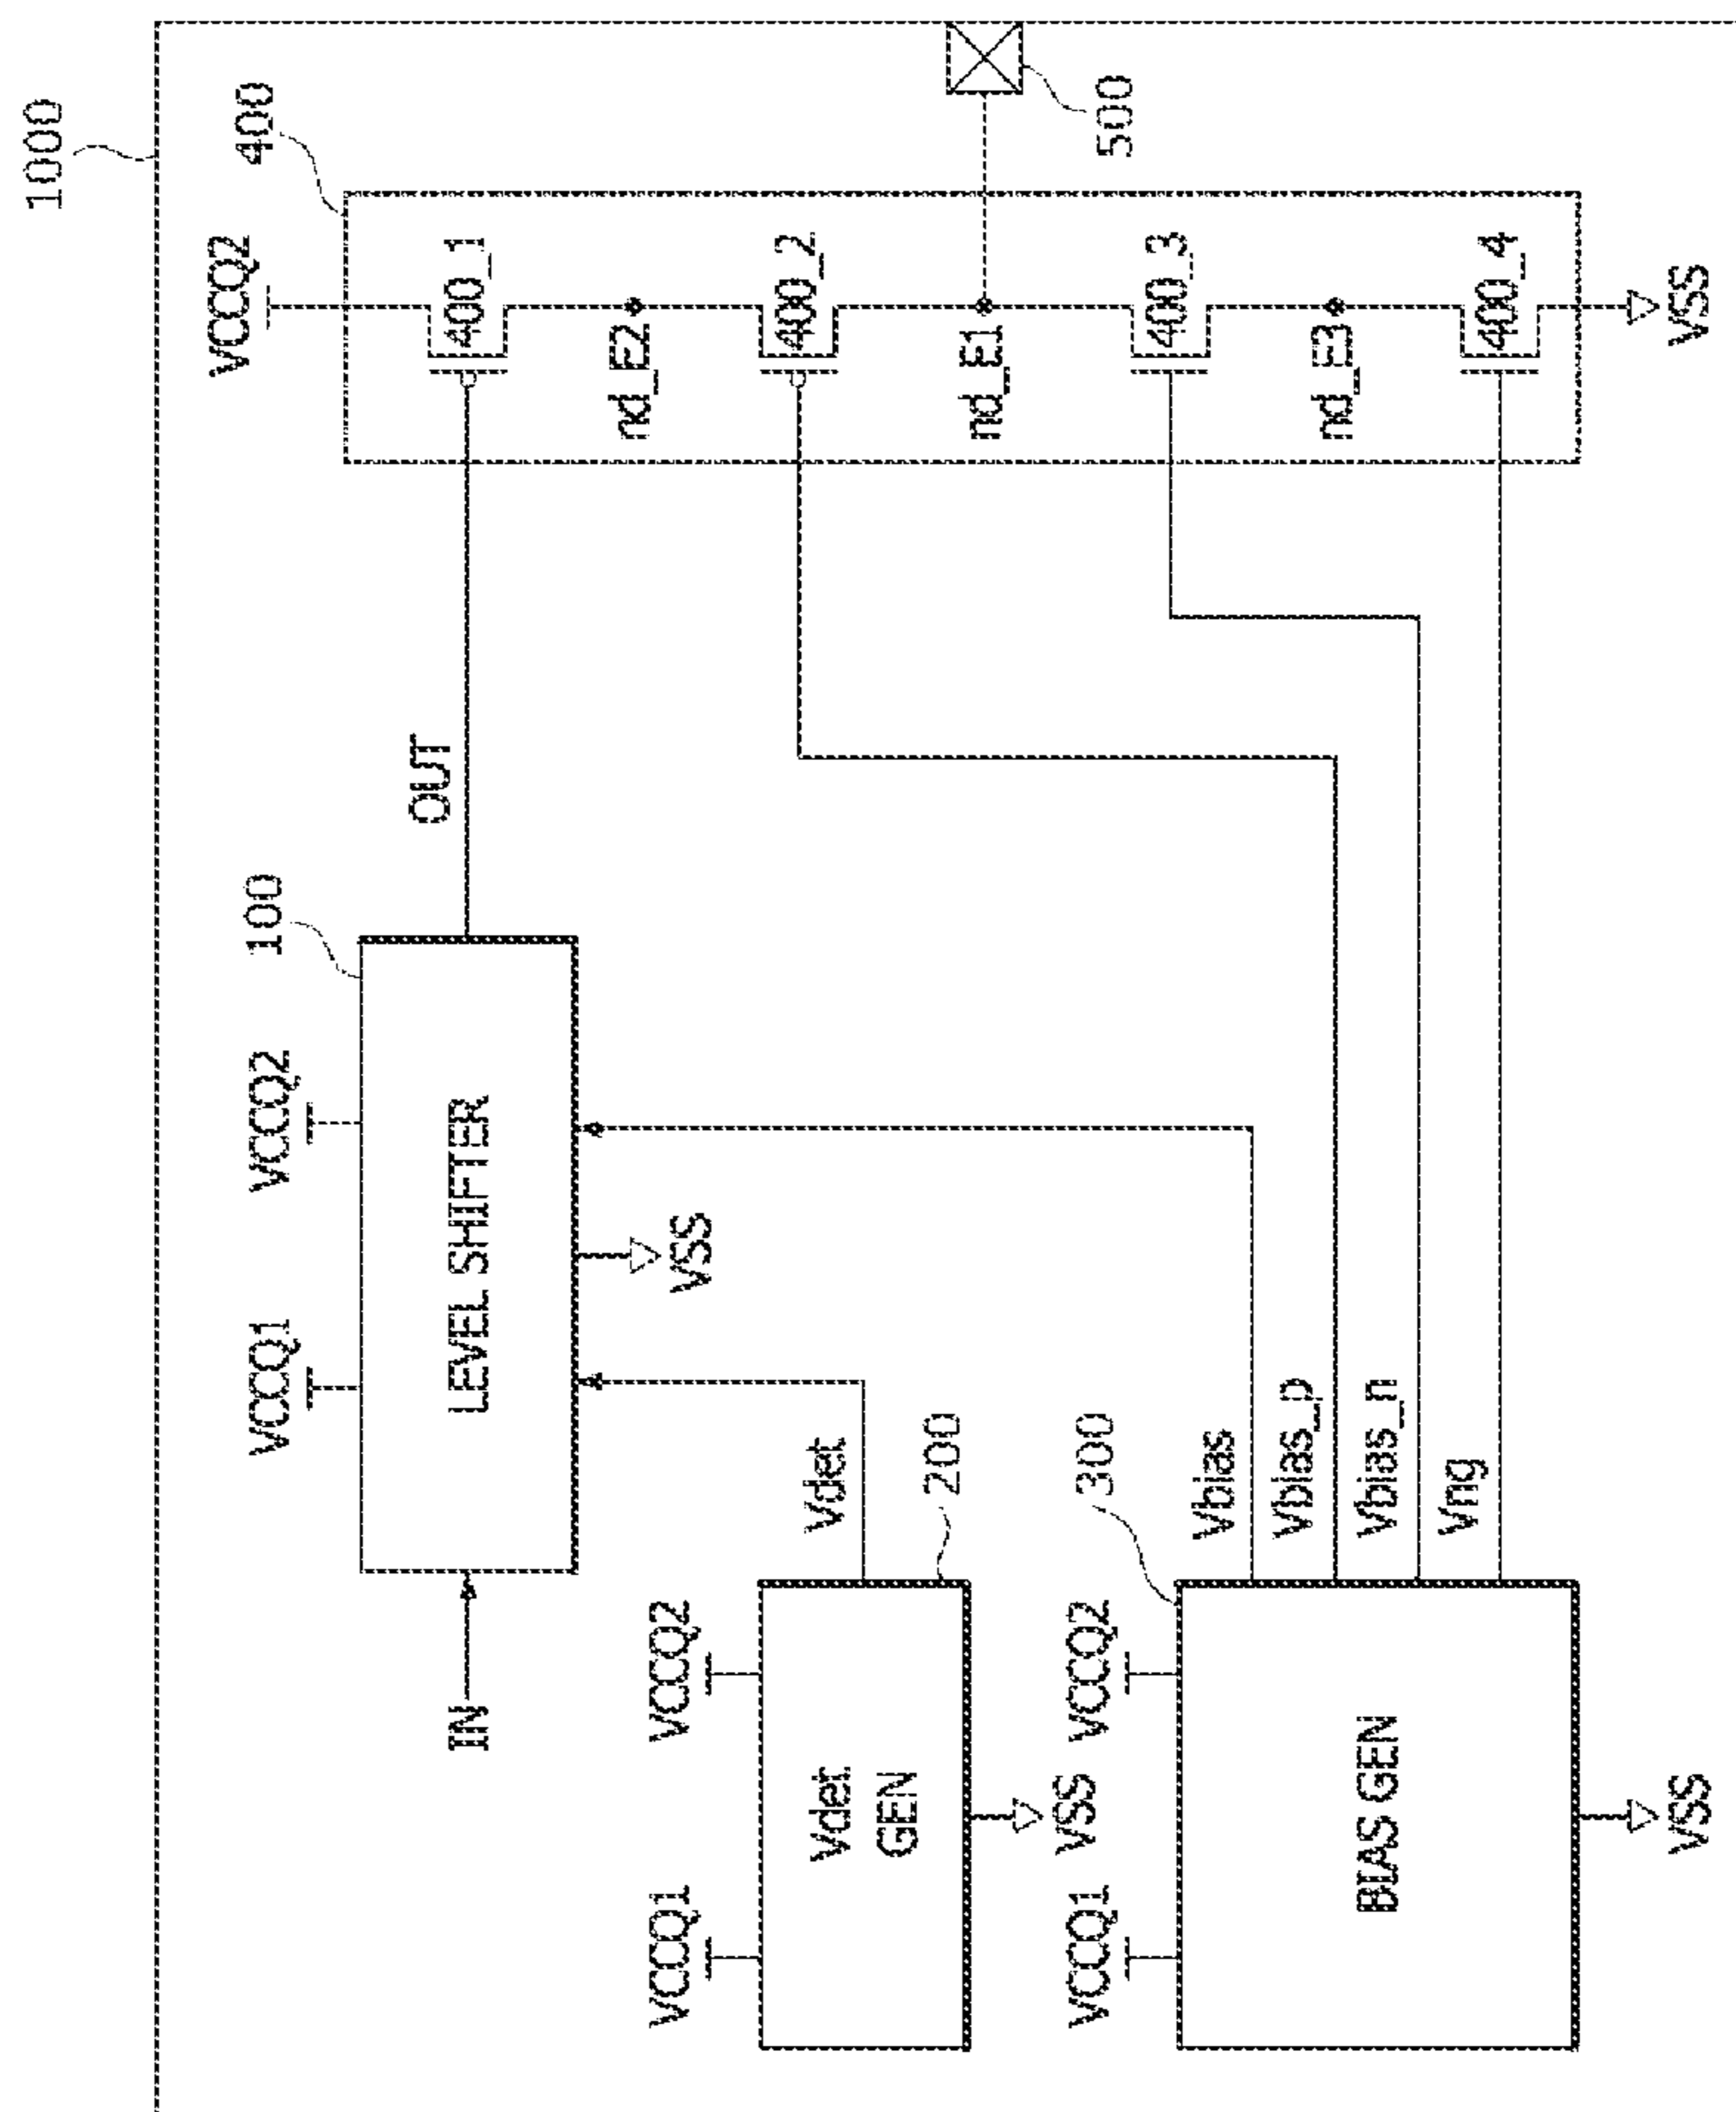 1000
VCCQ1
VCCQ2
100
IN
LEVEL SHIFTER
OUT
VSS
VCCQ2
400
400_1
nd_E2
400_2
nd_E1
500
400_3
nd_E3
400_4
VSS
VCCQ1
VCCQ2
Vdet
GEN
Vdet
200
VSS
VCCQ1
VCCQ2
300
BIAS GEN
Vbias
Vbias_p
Vbias_n
Vng
VSS